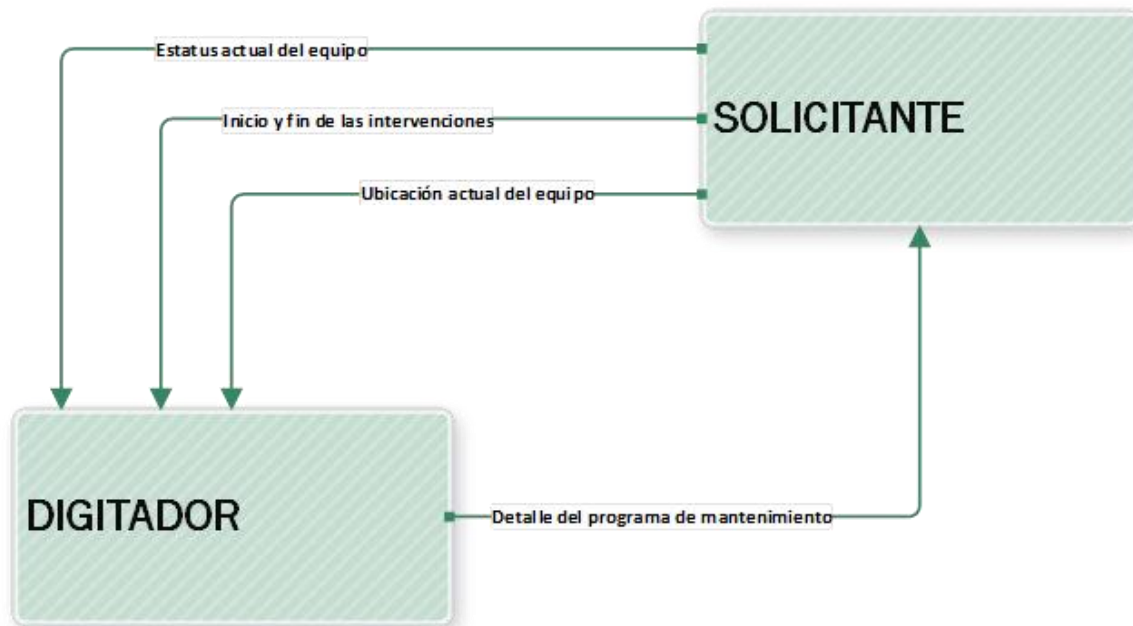 Estatus actual del equipo
Inicio y fin de las intervenciones
SOLICITANTE
Ubicación actual del equipo
DIGITADOR
Detalle del programa de mantenimiento